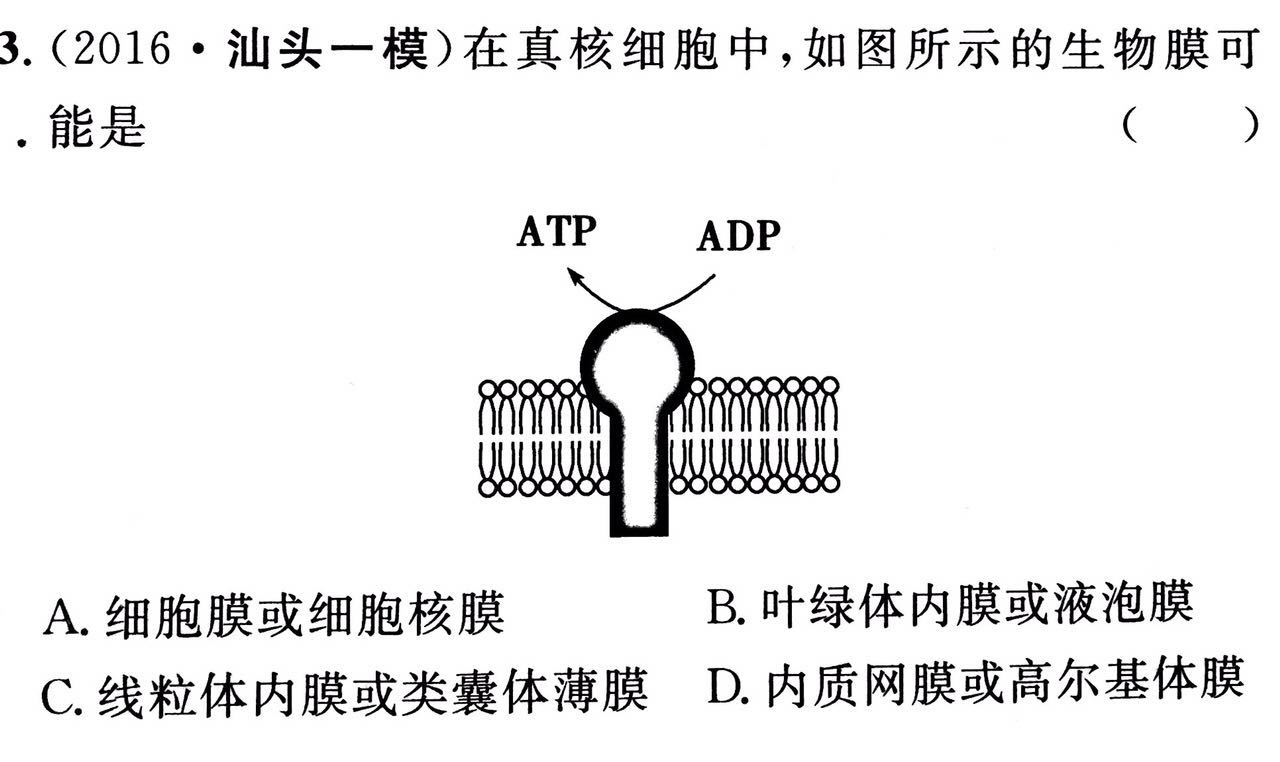 3.(2016·汕头一模)在真核细胞中,如图所示的生物膜可
.能是 ( )
ATP ADP
A.细胞膜或细胞核膜 B.叶绿体内膜或液泡膜
C.线粒体内膜或类囊体薄膜 D.内质网膜或高尔基体膜